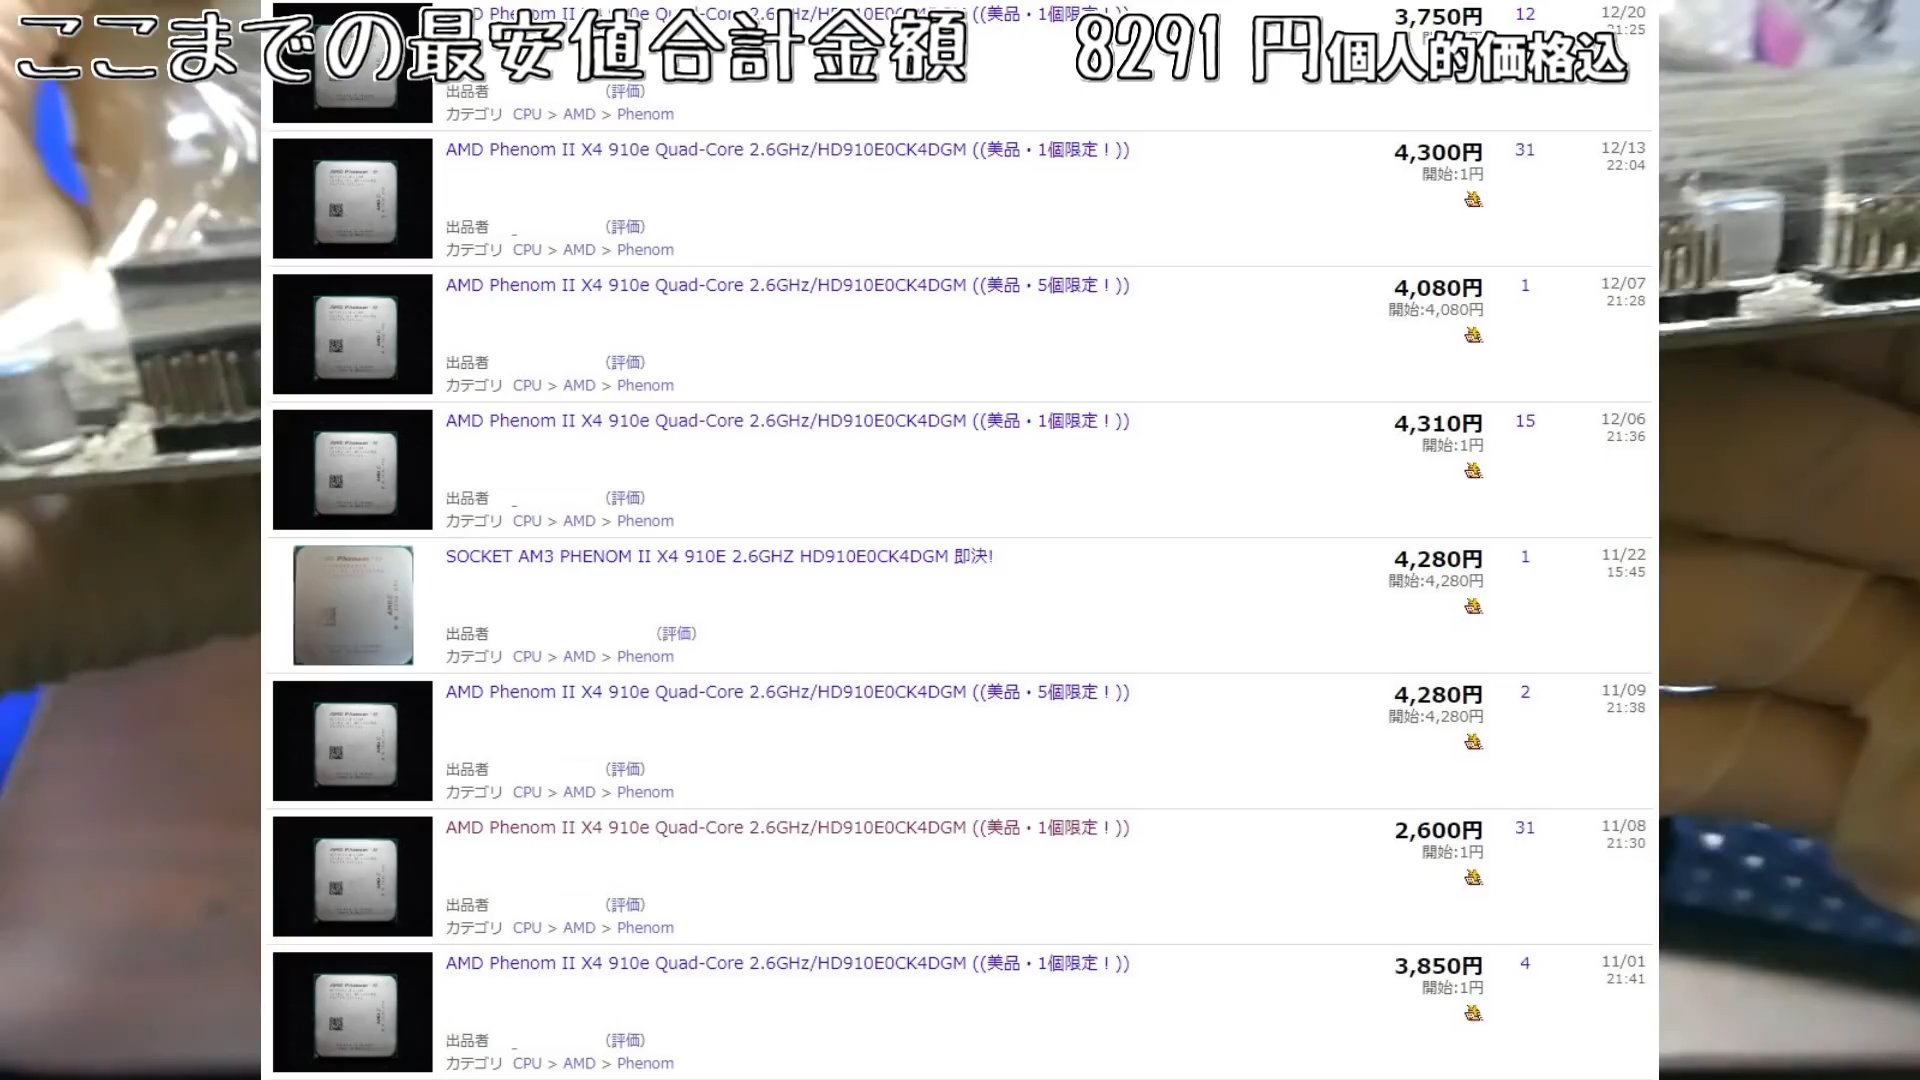 ここまでの最安値合計金額 8291 円個人的価格込
3,750円 12 12/20
出品者 (評価)
カテゴリ CPU > AMD > Phenom
AMD Phenom II X4 910e Quad-Core 2.6GHz/HD910E0CK4DGM ((美品・1個限定！)) 4,300円 31 12/13
開始:1円 22:04
出品者 (評価)
カテゴリ CPU > AMD > Phenom
AMD Phenom II X4 910e Quad-Core 2.6GHz/HD910E0CK4DGM ((美品・5個限定！)) 4,080円 1 12/07
開始:4,080円 21:28
出品者 (評価)
カテゴリ CPU > AMD > Phenom
AMD Phenom II X4 910e Quad-Core 2.6GHz/HD910E0CK4DGM ((美品・1個限定！)) 4,310円 15 12/06
開始:1円 21:36
出品者 (評価)
カテゴリ CPU > AMD > Phenom
SOCKET AM3 PHENOM II X4 910E 2.6GHZ HD910E0CK4DGM 即決! 4,280円 1 11/22
開始:4,280円 15:45
出品者 (評価)
カテゴリ CPU > AMD > Phenom
AMD Phenom II X4 910e Quad-Core 2.6GHz/HD910E0CK4DGM ((美品・5個限定！)) 4,280円 2 11/09
開始:4,280円 21:38
出品者 (評価)
カテゴリ CPU > AMD > Phenom
AMD Phenom II X4 910e Quad-Core 2.6GHz/HD910E0CK4DGM ((美品・1個限定！)) 2,600円 31 11/08
開始:1円 21:30
出品者 (評価)
カテゴリ CPU > AMD > Phenom
AMD Phenom II X4 910e Quad-Core 2.6GHz/HD910E0CK4DGM ((美品・1個限定！)) 3,850円 4 11/01
開始:1円 21:41
出品者 (評価)
カテゴリ CPU > AMD > Phenom